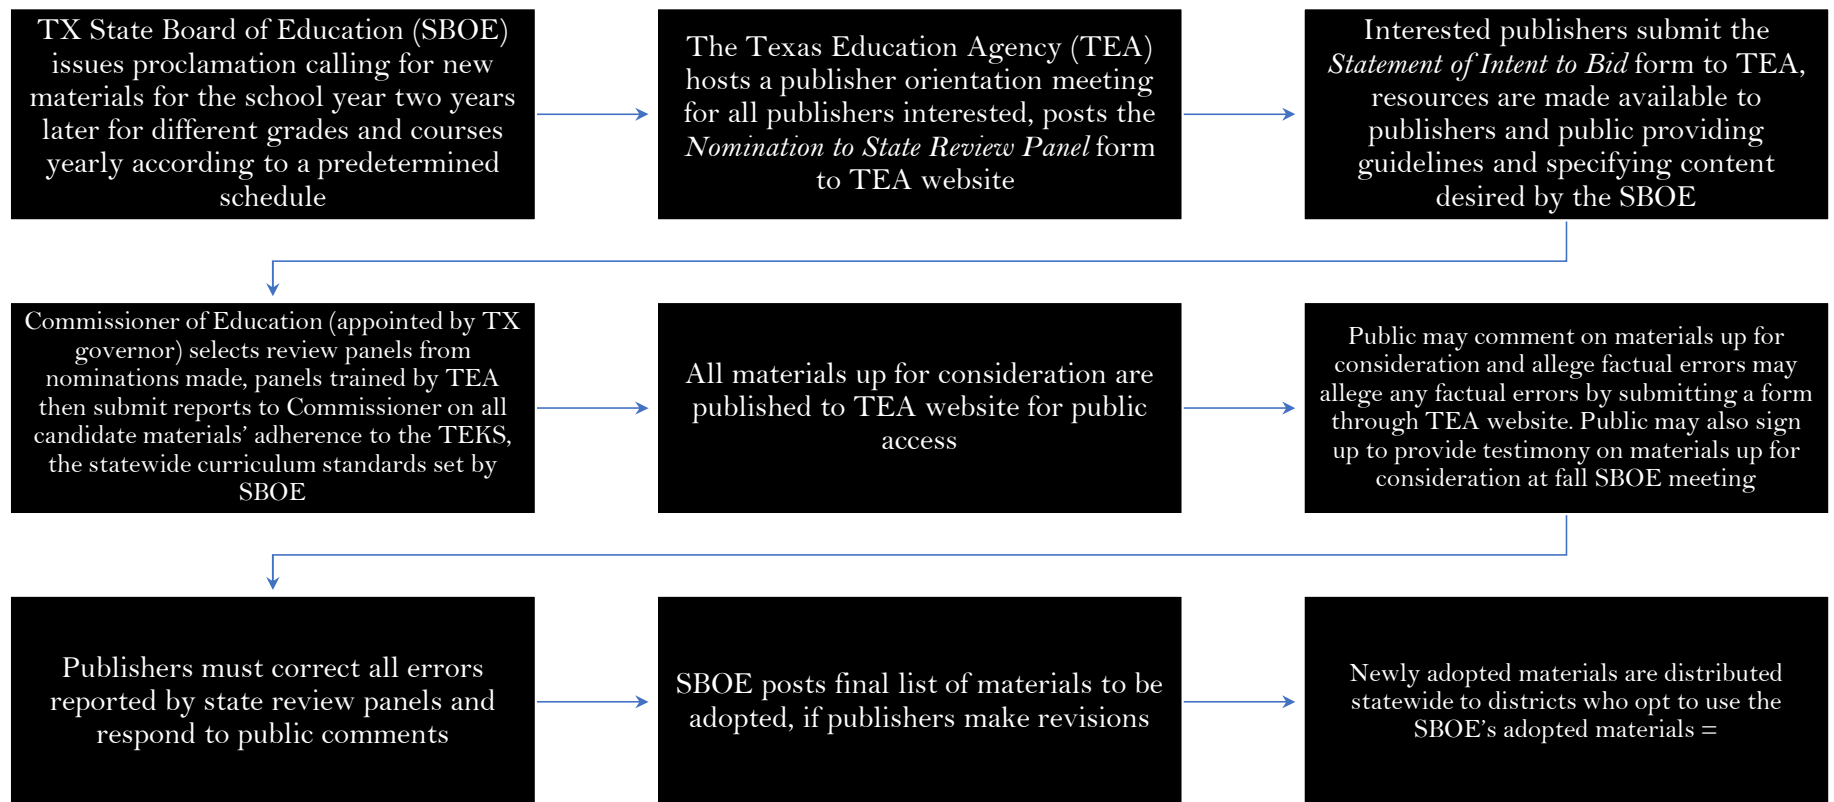 TX State Board of Education (SBOE)
issues proclamation calling for new
materials for the school year two years
later for different grades and courses
yearly according to a predetermined
schedule
The Texas Education Agency (TEA)
hosts a publisher orientation meeting
for all publishers interested, posts the
Nomination to State Review Panel form
to TEA website
Interested publishers submit the
Statement of Intent to Bid form to TEA,
resources are made available to
publishers and public providing
guidelines and specifying content
desired by the SBOE
Commissioner of Education (appointed by TX
governor) selects review panels from
nominations made, panels trained by TEA
then submit reports to Commissioner on all
candidate materials’ adherence to the TEKS,
the statewide curriculum standards set by
SBOE
All materials up for consideration are
published to TEA website for public
access
Public may comment on materials up for
consideration and allege factual errors may
allege any factual errors by submitting a form
through TEA website. Public may also sign
up to provide testimony on materials up for
consideration at fall SBOE meeting
Publishers must correct all errors
reported by state review panels and
respond to public comments
SBOE posts final list of materials to be
adopted, if publishers make revisions
Newly adopted materials are distributed
statewide to districts who opt to use the
SBOE’s adopted materials =